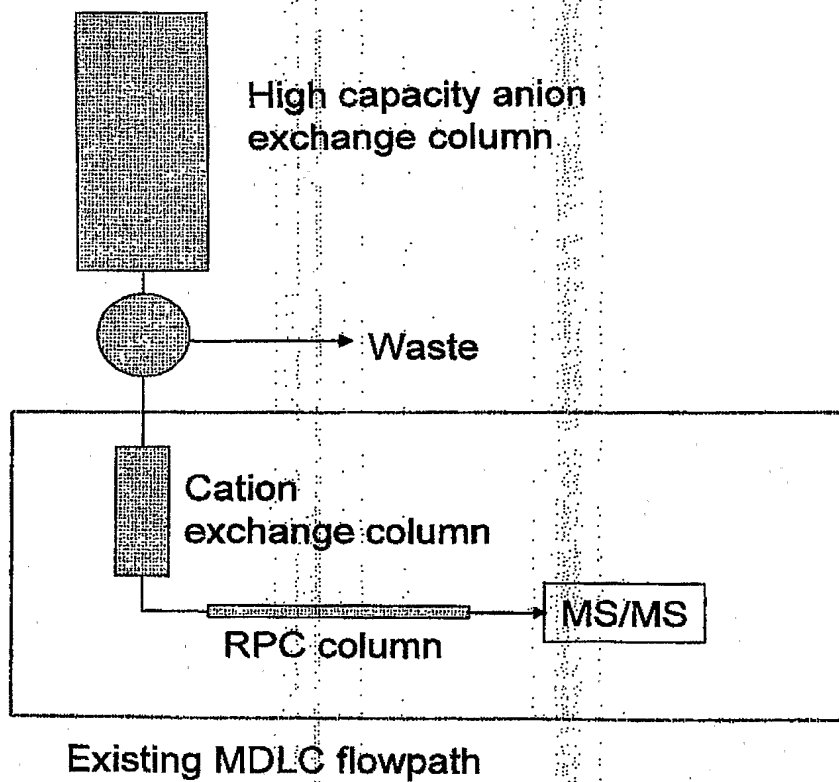 High capacity anion
exchange column
Waste
Cation
exchange column
MS/MS
RPC column
Existing MDLC flowpath